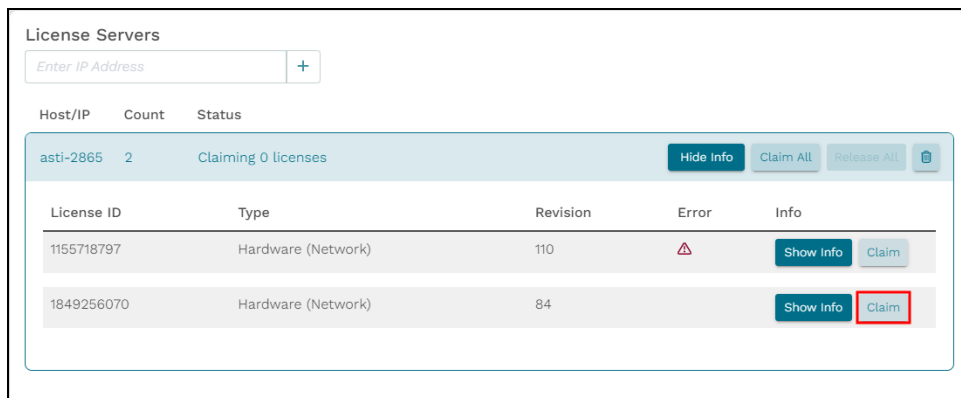 License Servers
Enter IP Address +
Host/IP Count Status
asti-2865 2 Claiming 0 licenses Hide Info Claim All Release All
License ID Type Revision Error Info
1155718797 Hardware (Network) 110 Show Info Claim
1849256070 Hardware (Network) 84 Show Info Claim